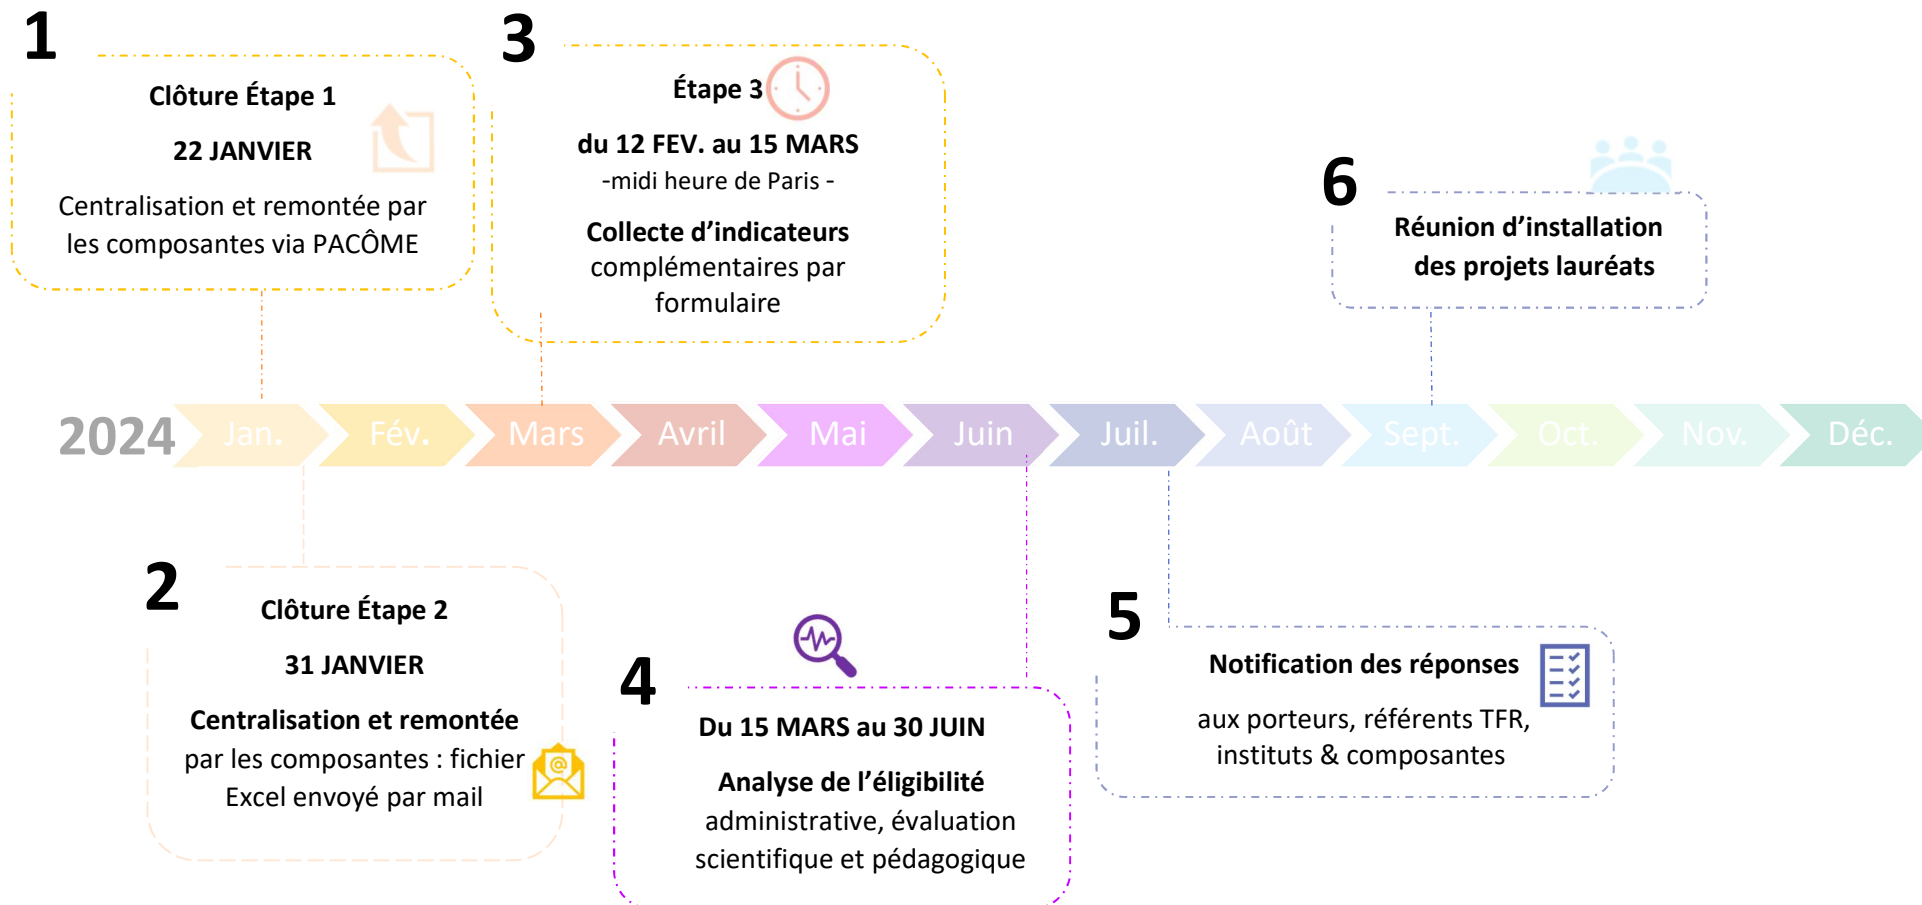 1
Clôture Étape 1
22 JANVIER
Centralisation et remontée par
les composantes via PACÔME
3
Étape 3
du 12 FEV. au 15 MARS
-midi heure de Paris -
Collecte d’indicateurs
complémentaires par
formulaire
6
Réunion d’installation
des projets lauréats
2024
Jan.
Fév.
Mars
Avril
Mai
Juin
Juil.
Août
Sept.
Oct.
Nov.
Déc.
2
Clôture Étape 2
31 JANVIER
Centralisation et remontée
par les composantes : fichier
Excel envoyé par mail
@
4
Du 15 MARS au 30 JUIN
Analyse de l’éligibilité
administrative, évaluation
scientifique et pédagogique
5
Notification des réponses
aux porteurs, référents TFR,
instituts & composantes